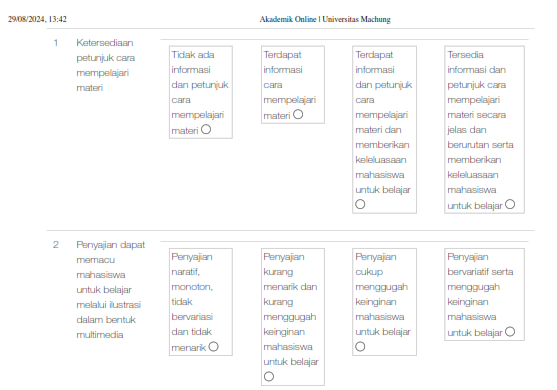 29/08/2024, 13:42
Akademik Online | Universitas Machung
1
Ketersediaan
petunjuk cara
mempelajari
materi
Tidak ada
informasi
dan petunjuk
cara
mempelajari
materi
Terdapat
informasi
cara
mempelajari
materi
Terdapat
informasi
dan petunjuk
cara
mempelajari
materi dan
memberikan
keleluasaan
mahasiswa
untuk belajar
Tersedia
informasi dan
petunjuk cara
mempelajari
materi secara
jelas dan
berurutan serta
memberikan
keleluasaan
mahasiswa
untuk belajar
2
Penyajian dapat
memacu
mahasiswa
untuk belajar
melalui ilustrasi
dalam bentuk
multimedia
Penyajian
naratif,
monoton,
tidak
bervariasi
dan tidak
menarik
Penyajian
kurang
menarik dan
kurang
menggugah
keinginan
mahasiswa
untuk belajar
Penyajian
cukup
menggugah
keinginan
mahasiswa
untuk belajar
Penyajian
bervariatif serta
menggugah
keinginan
mahasiswa
untuk belajar